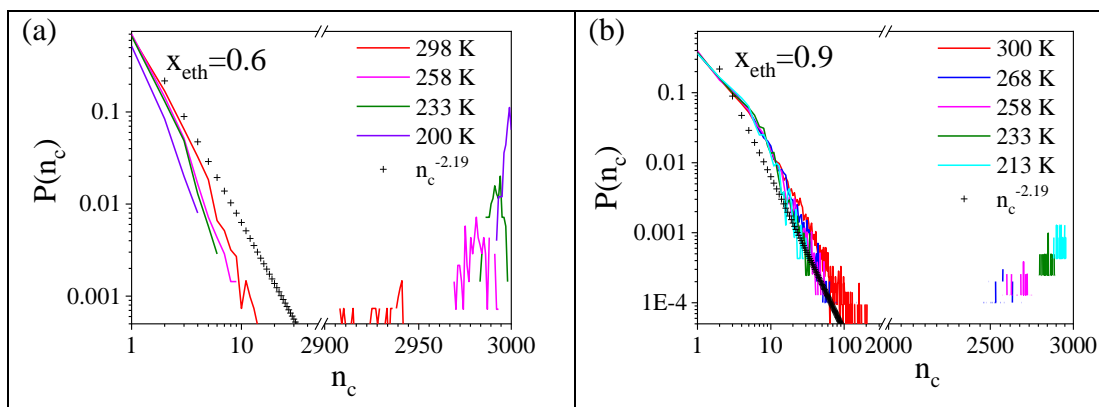 (a)
x_eth=0.6
298 K
258 K
233 K
200 K
n_c^-2.19
P(n_c)
0.1
0.01
0.001
1
10
2900
2950
3000
n_c
(b)
x_eth=0.9
300 K
268 K
258 K
233 K
213 K
n_c^-2.19
P(n_c)
0.1
0.01
0.001
1E-4
1
10
100
2000
2500
3000
n_c